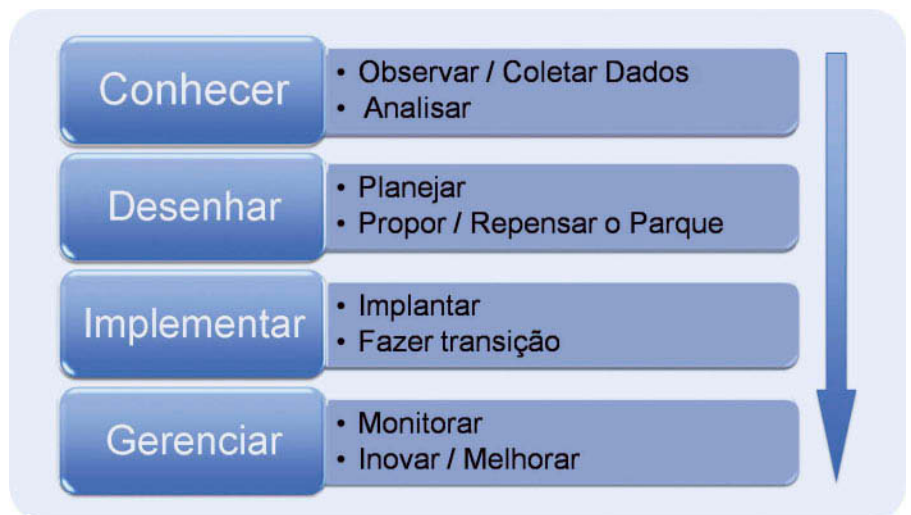 Conhecer
• Observar / Coletar Dados
• Analisar
Desenhar
• Planejar
• Propor / Repensar o Parque
Implementar
• Implantar
• Fazer transição
Gerenciar
• Monitorar
• Inovar / Melhorar